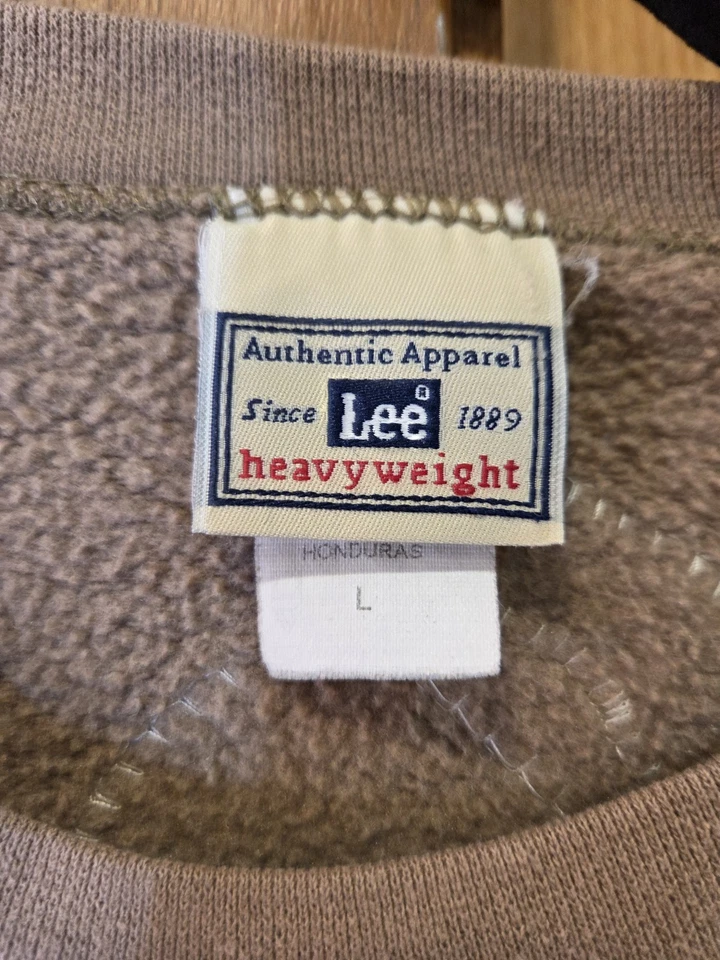 Authentic Apparel
Since Lee® 1889
heavyweight
HONDURAS
L